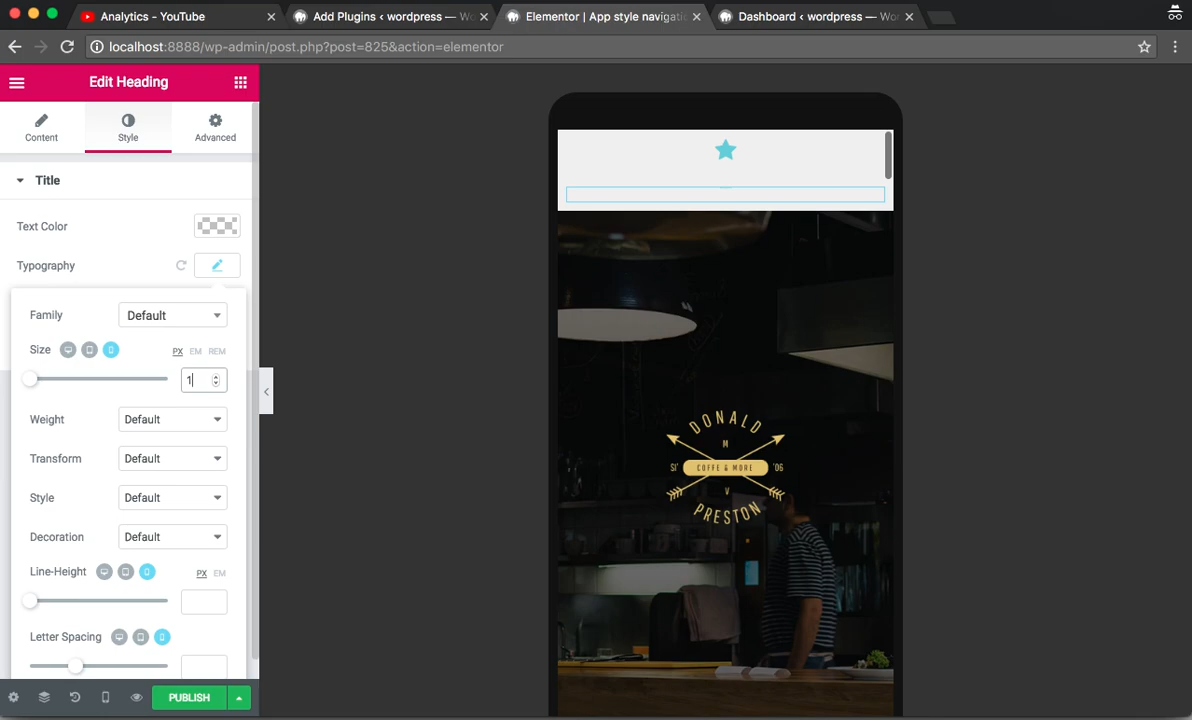 Analytics - YouTube
Add Plugins ‹ wordpress — Wo
Elementor | App style navigati
Dashboard ‹ wordpress — Wor
localhost:8888/wp-admin/post.php?post=825&action=elementor
Edit Heading
Content
Style
Advanced
Title
Text Color
Typography
Family
Default
Size
PX EM REM
1
Weight
Default
Transform
Default
Style
Default
Decoration
Default
Line-Height
PX EM
Letter Spacing
PUBLISH
DONALD
M
SI' COFFE & MORE '06
V
PRESTON